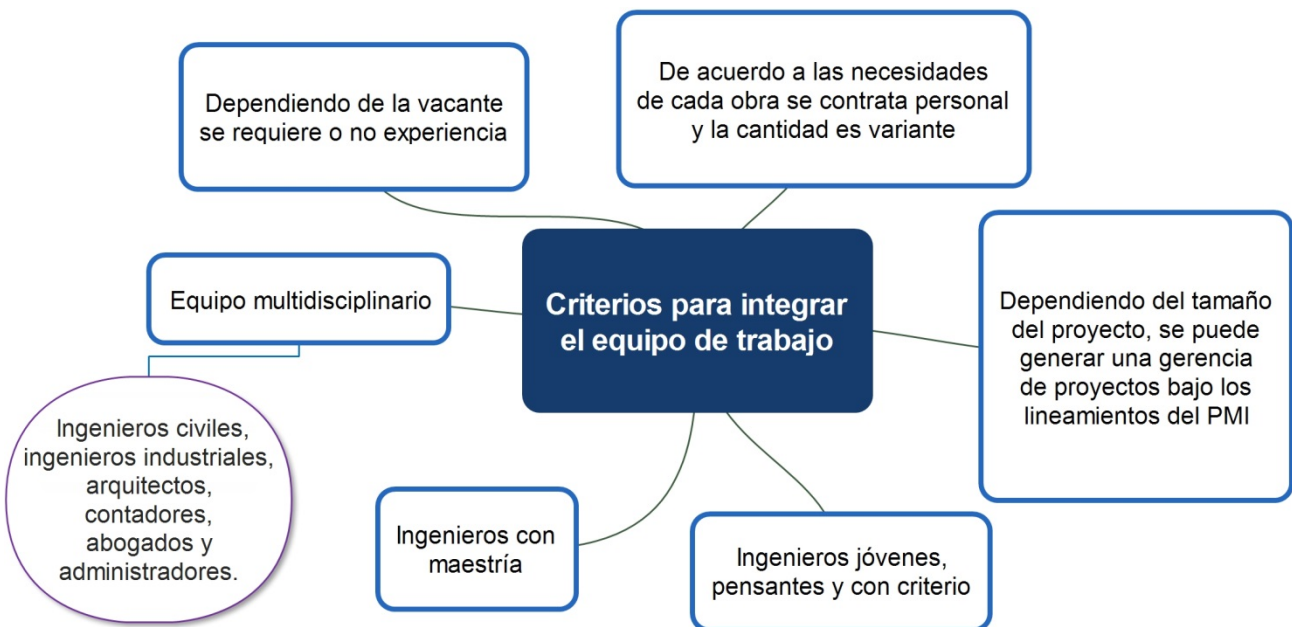 Dependiendo de la vacante
se requiere o no experiencia
De acuerdo a las necesidades
de cada obra se contrata personal
y la cantidad es variante
Equipo multidisciplinario
Criterios para integrar
el equipo de trabajo
Dependiendo del tamaño
del proyecto, se puede
generar una gerencia
de proyectos bajo los
lineamientos del PMI
Ingenieros civiles,
ingenieros industriales,
arquitectos,
contadores,
abogados y
administradores.
Ingenieros con
maestría
Ingenieros jóvenes,
pensantes y con criterio